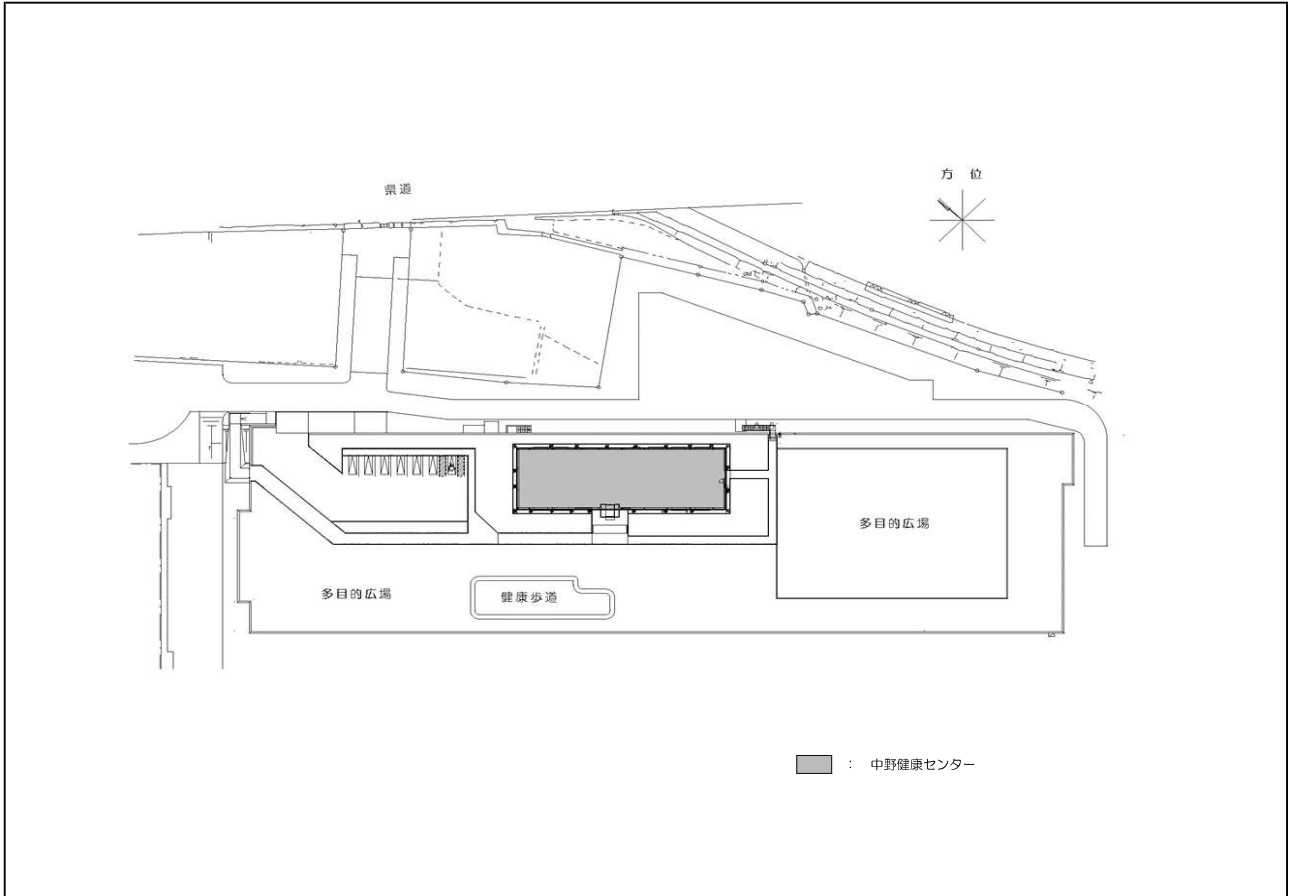 方 位
県道
多目的広場
多目的広場
健康歩道
： 中野健康センター